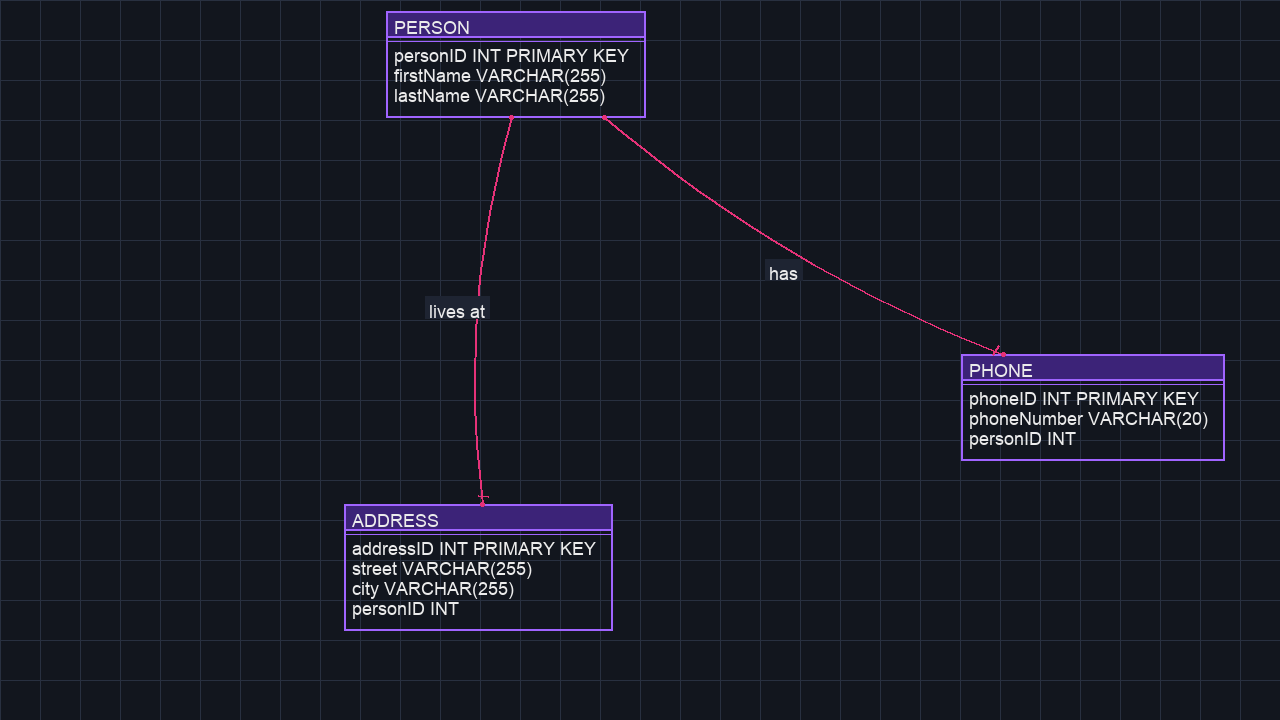 PERSON
personID INT PRIMARY KEY
firstName VARCHAR(255)
lastName VARCHAR(255)
has
lives at
PHONE
phoneID INT PRIMARY KEY
phoneNumber VARCHAR(20)
personID INT
ADDRESS
addressID INT PRIMARY KEY
street VARCHAR(255)
city VARCHAR(255)
personID INT